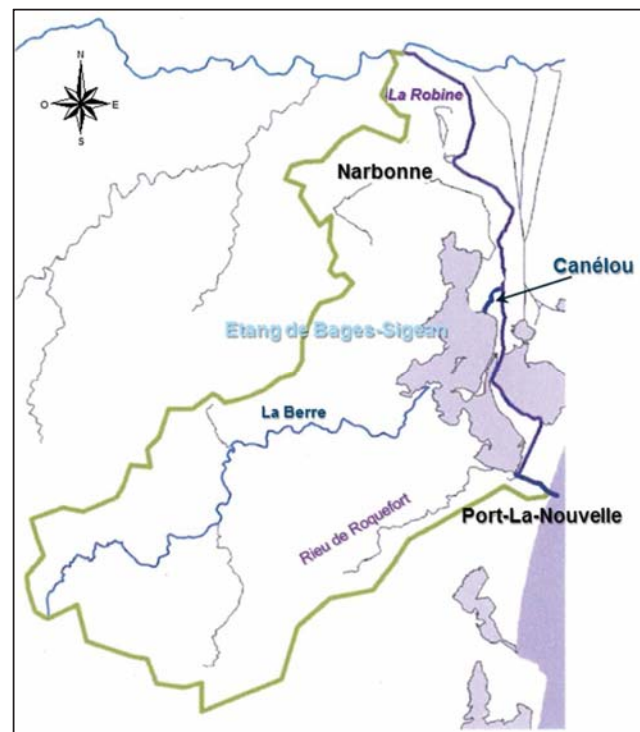 N
O
E
S
La Robine
Narbonne
Canélou
Etang de Bages-Sigean
La Berre
Rieu de Roquefort
Port-La-Nouvelle